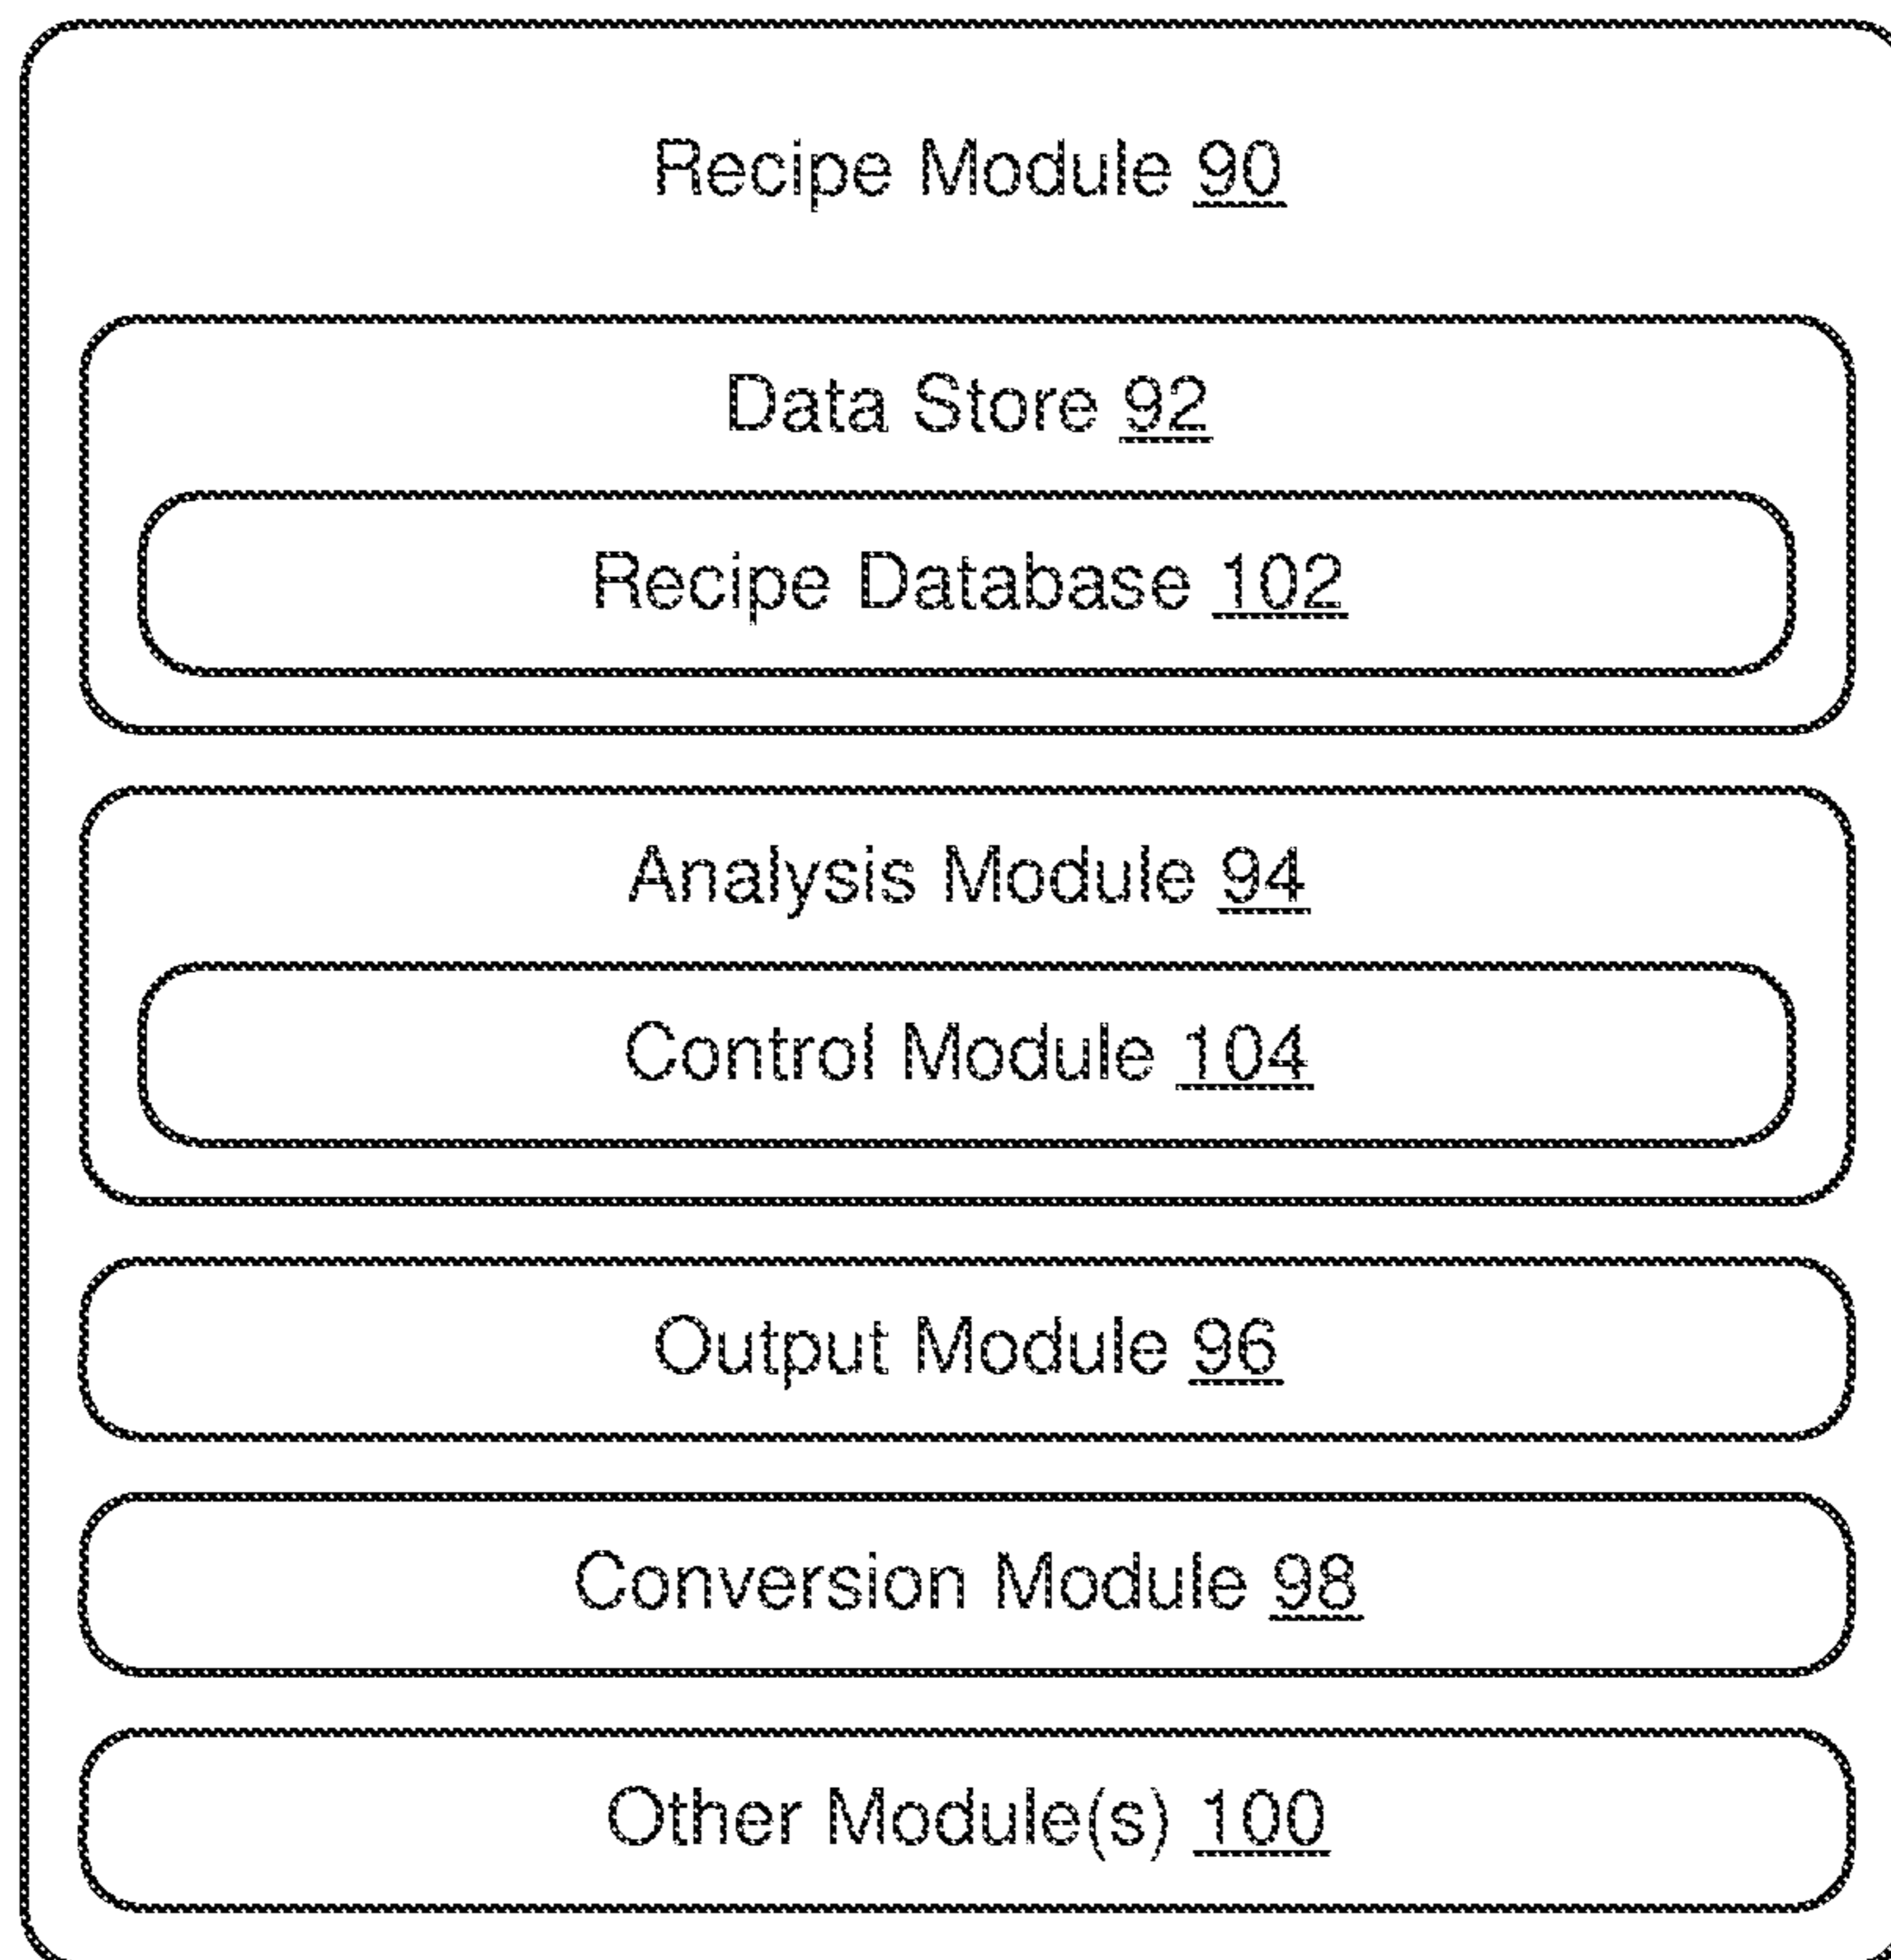 Recipe Module 90
Data Store 92
Recipe Database 102
Analysis Module 94
Control Module 104
Output Module 96
Conversion Module 98
Other Module(s) 100